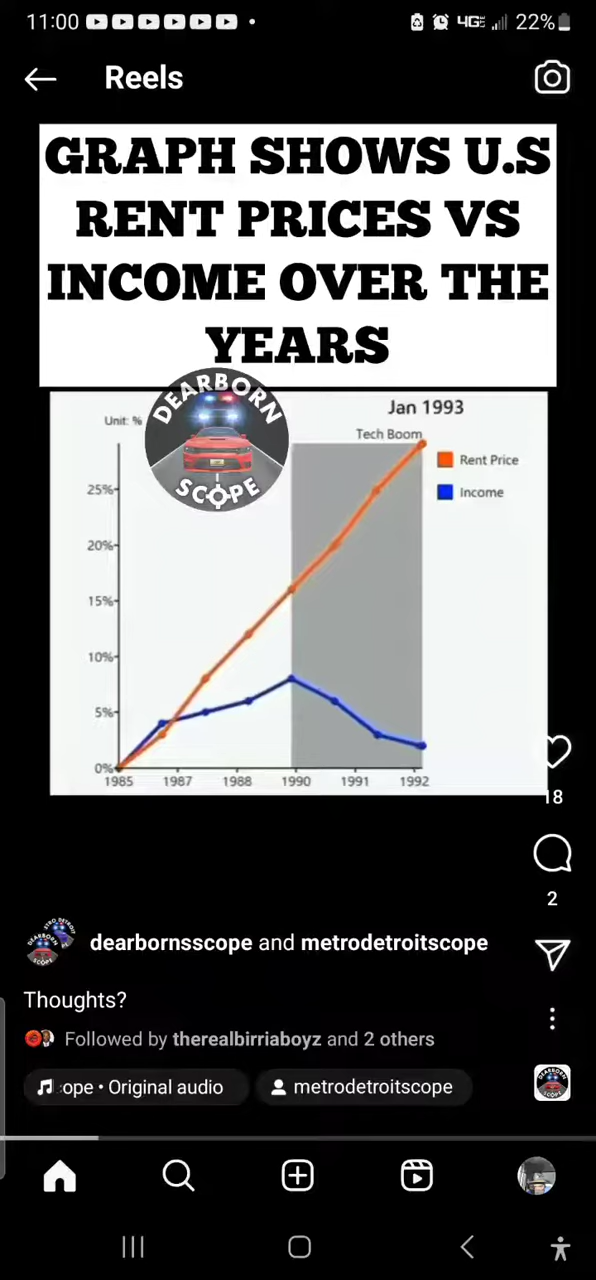 11:00
4G
22%
Reels
GRAPH SHOWS U.S
RENT PRICES VS
INCOME OVER THE
YEARS
DEARBORN
SCOPE
Jan 1993
Unit: %
Tech Boom
Rent Price
Income
25%
20%
15%
10%
5%
0%
1985 1987 1988 1990 1991 1992
18
2
dearbornsscope and metrodetroitscope
Thoughts?
Followed by therealbirriaboyz and 2 others
ope • Original audio
metrodetroitscope